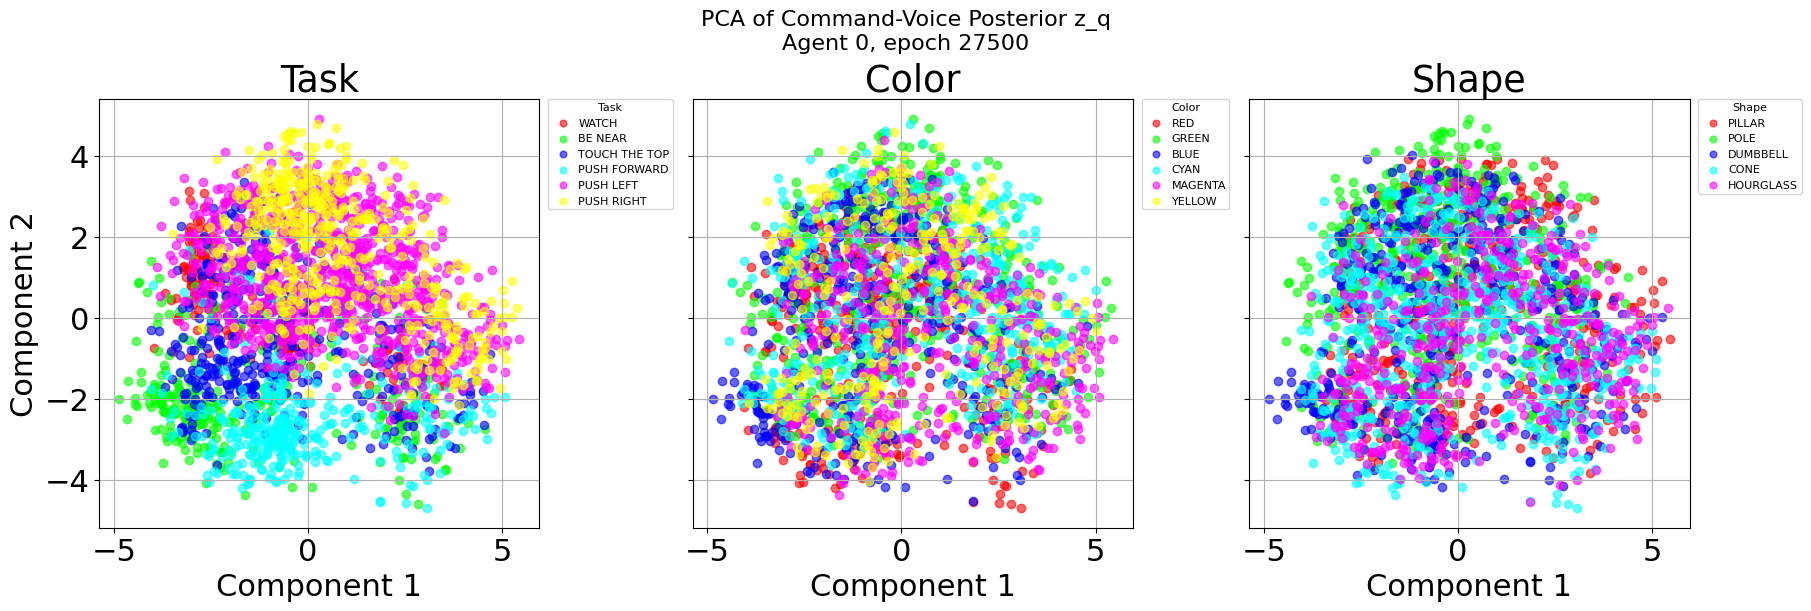 PCA of Command-Voice Posterior z_q
Agent 0, epoch 27500
Task
Component 2
4
2
0
−2
−4
−5
0
5
Component 1
Task
WATCH
BE NEAR
TOUCH THE TOP
PUSH FORWARD
PUSH LEFT
PUSH RIGHT
Color
−5
0
5
Component 1
Color
RED
GREEN
BLUE
CYAN
MAGENTA
YELLOW
Shape
−5
0
5
Component 1
Shape
PILLAR
POLE
DUMBBELL
CONE
HOURGLASS